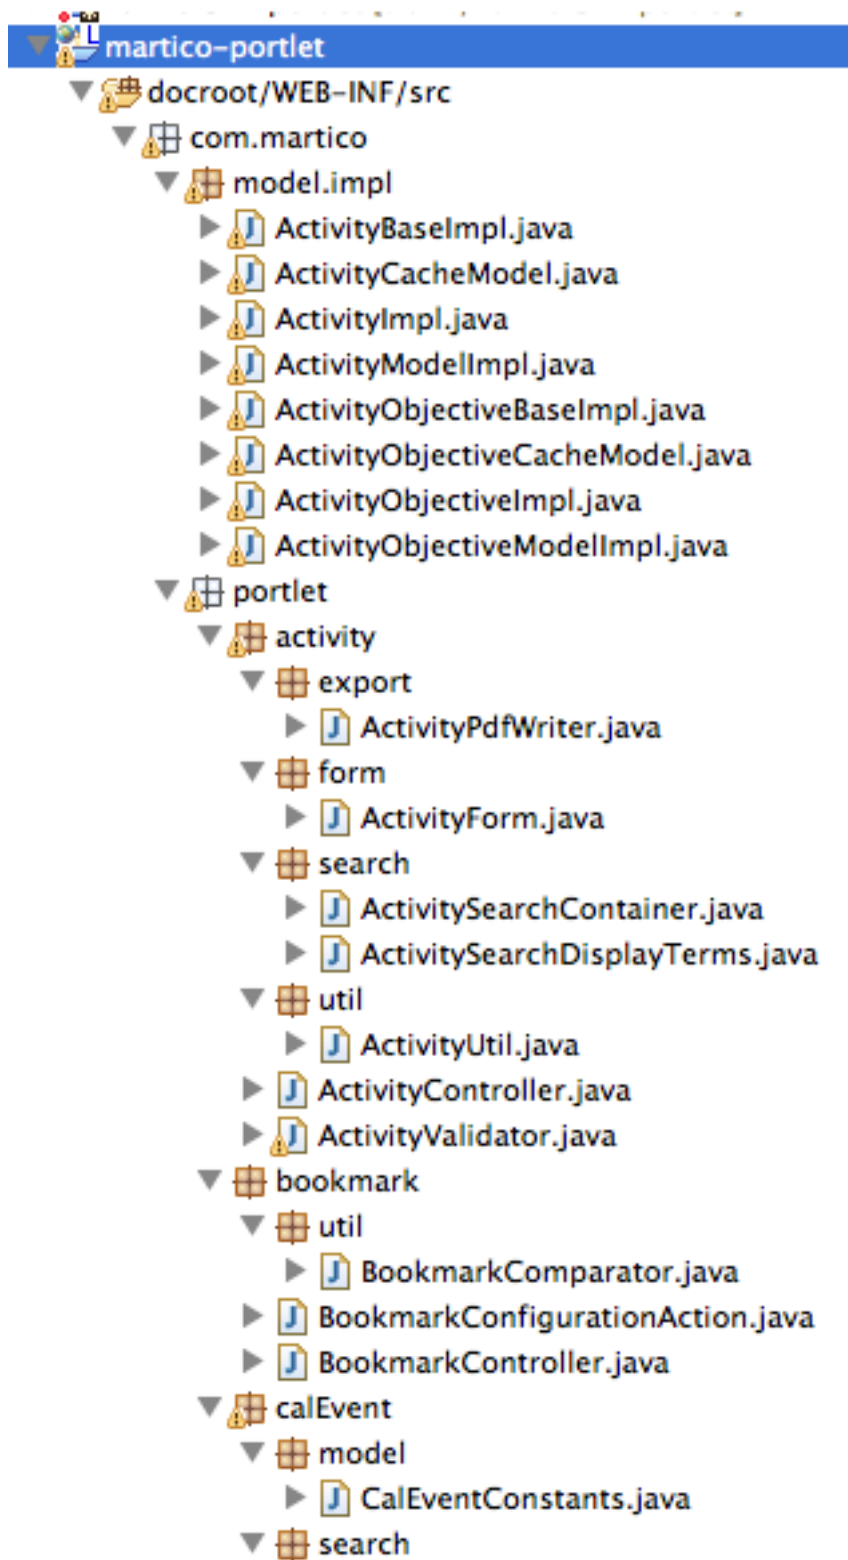 martico-portlet
docroot/WEB-INF/src
com.martico
model.impl
ActivityBaseImpl.java
ActivityCacheModel.java
ActivityImpl.java
ActivityModelImpl.java
ActivityObjectiveBaseImpl.java
ActivityObjectiveCacheModel.java
ActivityObjectiveImpl.java
ActivityObjectiveModelImpl.java
portlet
activity
export
ActivityPdfWriter.java
form
ActivityForm.java
search
ActivitySearchContainer.java
ActivitySearchDisplayTerms.java
util
ActivityUtil.java
ActivityController.java
ActivityValidator.java
bookmark
util
BookmarkComparator.java
BookmarkConfigurationAction.java
BookmarkController.java
calEvent
model
CalEventConstants.java
search